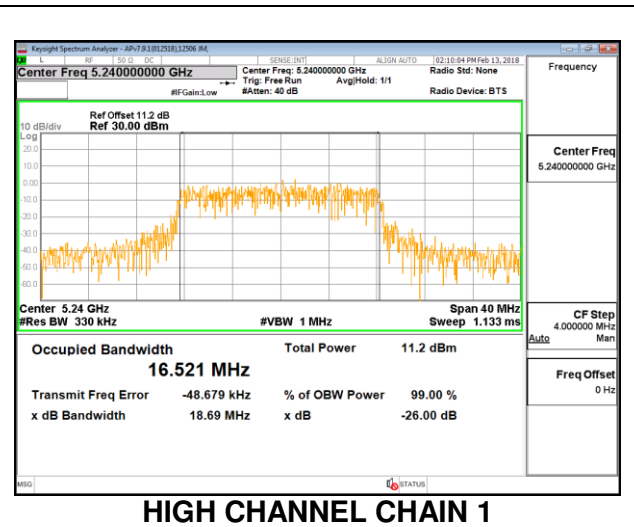 Keysight Spectrum Analyzer - APv7.9.1(012518),12506 JM,
L RF 50 Ω DC SENSE:INT ALIGN AUTO 02:10:04 PM Feb 13, 2018
Center Freq 5.240000000 GHz
Center Freq: 5.240000000 GHz
Radio Std: None
Trig: Free Run Avg|Hold: 1/1
#IFGain:Low #Atten: 40 dB Radio Device: BTS
Frequency
Ref Offset 11.2 dB
10 dB/div Ref 30.00 dBm
Log
20.0
10.0
0.00
-10.0
-20.0
-30.0
-40.0
-50.0
-60.0
Center Freq
5.240000000 GHz
Center 5.24 GHz Span 40 MHz
#Res BW 330 kHz #VBW 1 MHz Sweep 1.133 ms
CF Step
4.000000 MHz
Auto Man
Occupied Bandwidth Total Power 11.2 dBm
16.521 MHz
Freq Offset
0 Hz
Transmit Freq Error -48.679 kHz % of OBW Power 99.00 %
x dB Bandwidth 18.69 MHz x dB -26.00 dB
MSG STATUS
HIGH CHANNEL CHAIN 1